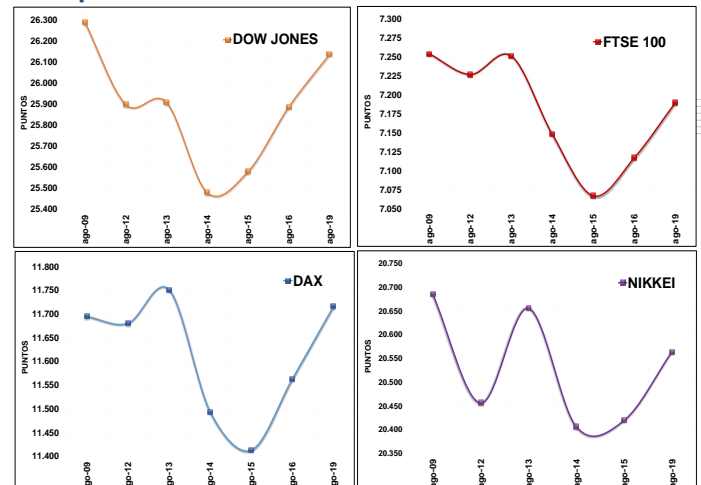 DOW JONES
PUNTOS
26.300
26.200
26.100
26.000
25.900
25.800
25.700
25.600
25.500
25.400
ago-09
ago-12
ago-13
ago-14
ago-15
ago-16
ago-19
FTSE 100
PUNTOS
7.300
7.275
7.250
7.225
7.200
7.175
7.150
7.125
7.100
7.075
7.050
ago-09
ago-12
ago-13
ago-14
ago-15
ago-16
ago-19
DAX
PUNTOS
11.800
11.750
11.700
11.650
11.600
11.550
11.500
11.450
11.400
ago-09
ago-12
ago-13
ago-14
ago-15
ago-16
ago-19
NIKKEI
PUNTOS
20.750
20.700
20.650
20.600
20.550
20.500
20.450
20.400
20.350
ago-09
ago-12
ago-13
ago-14
ago-15
ago-19